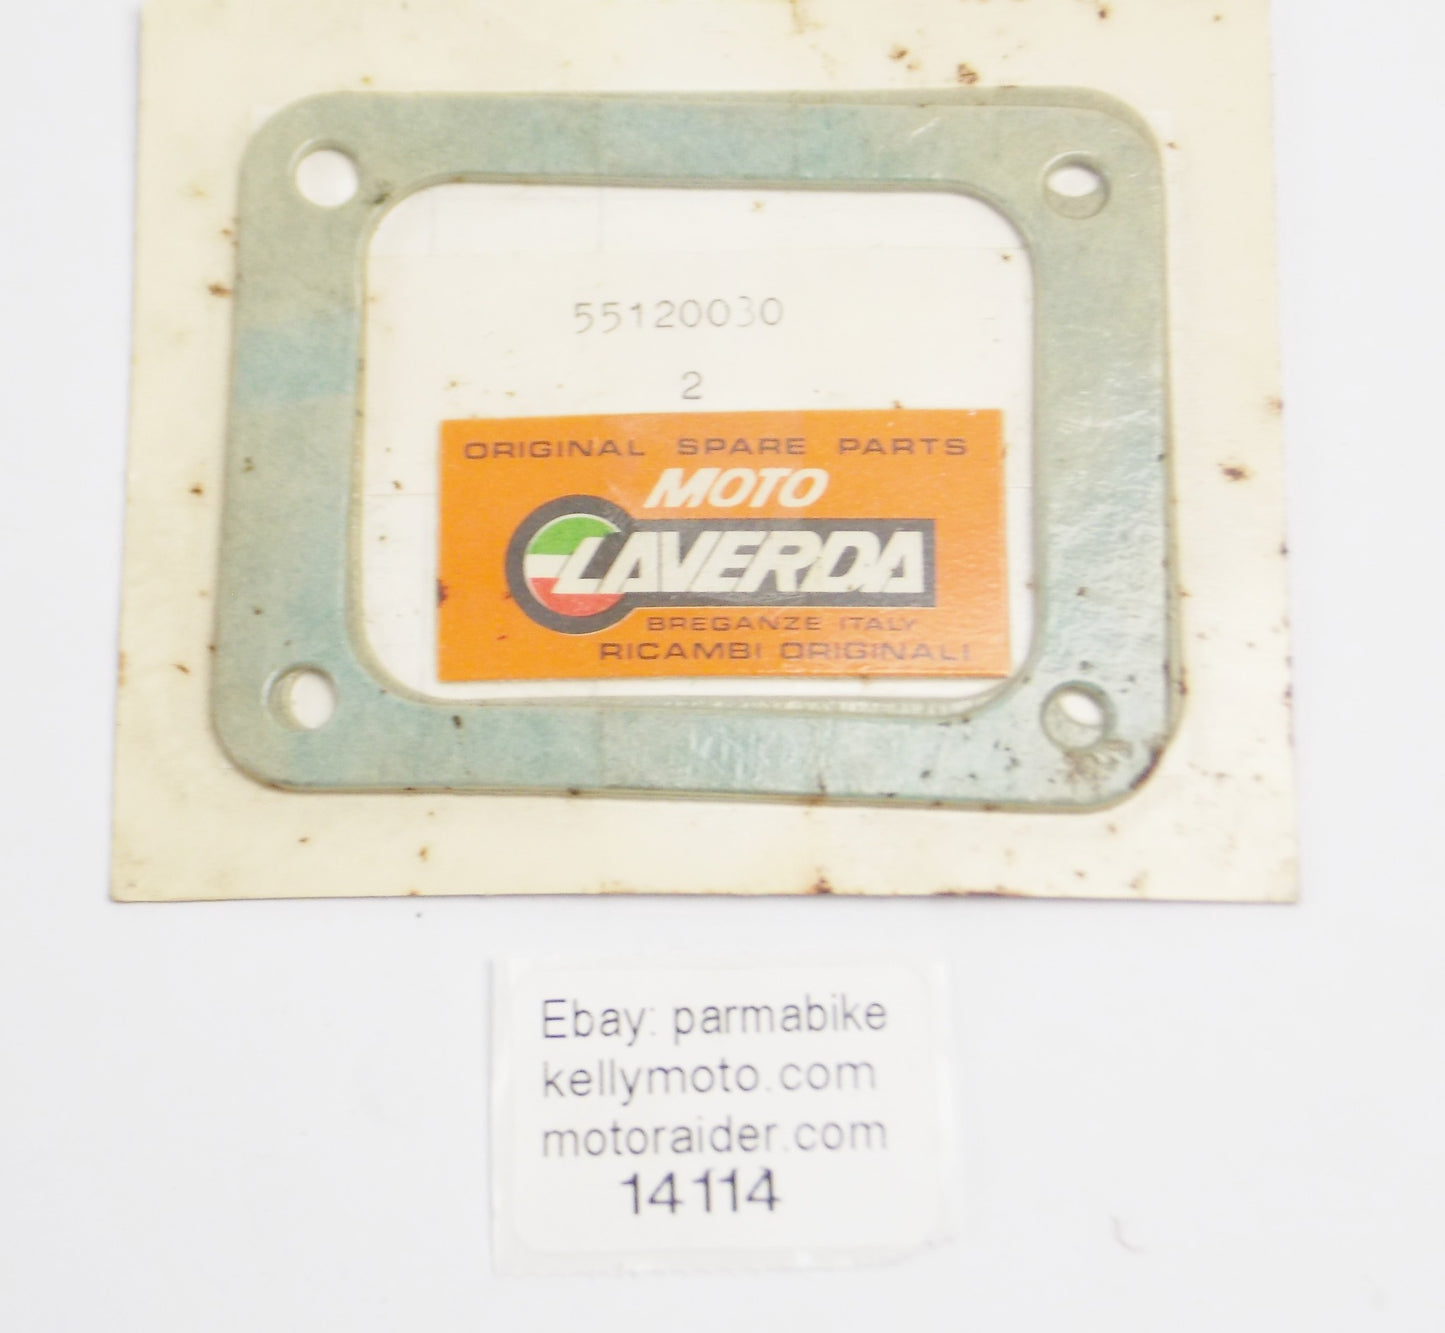 55120030
2
ORIGINAL SPARE PARTS
MOTO
LAVERDA
BREGANZE ITALY
RICAMBI ORIGINALI
Ebay: parmabike
kellymoto.com
motoraider.com
14114